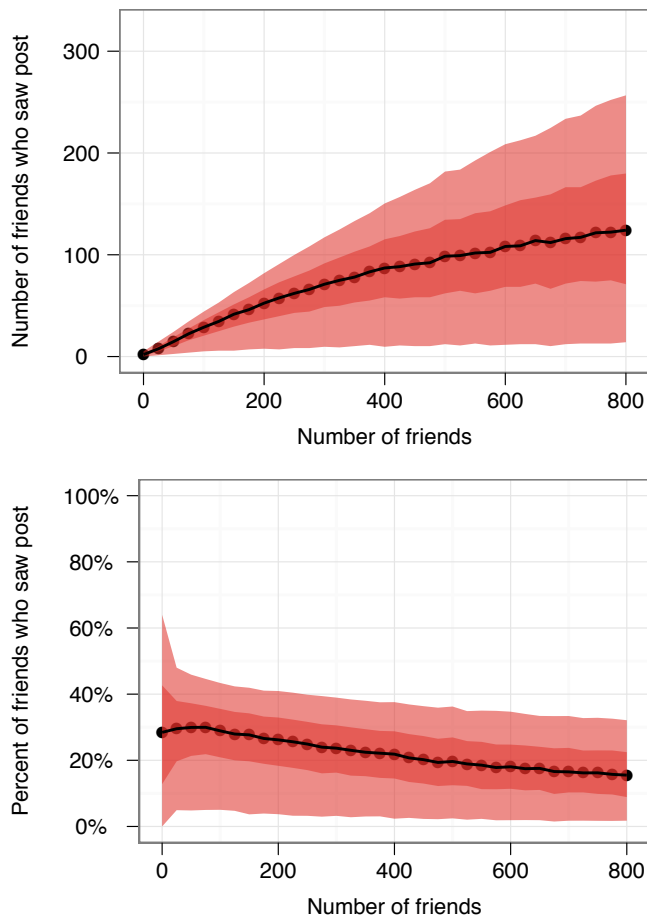 Number of friends who saw post
300
200
100
0
0 200 400 600 800
Number of friends
Percent of friends who saw post
100%
80%
60%
40%
20%
0%
0 200 400 600 800
Number of friends